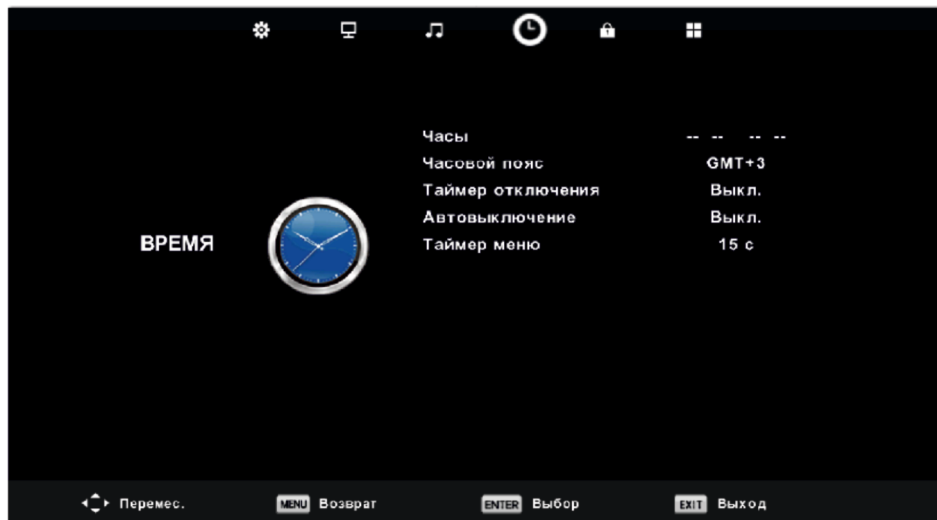 Часы -- -- -- --
Часовой пояс GMT+3
Таймер отключения Выкл.
Автовыключение Выкл.
ВРЕМЯ
Таймер меню 15 с
Перемес. MENU Возврат ENTER Выбор EXIT Выход